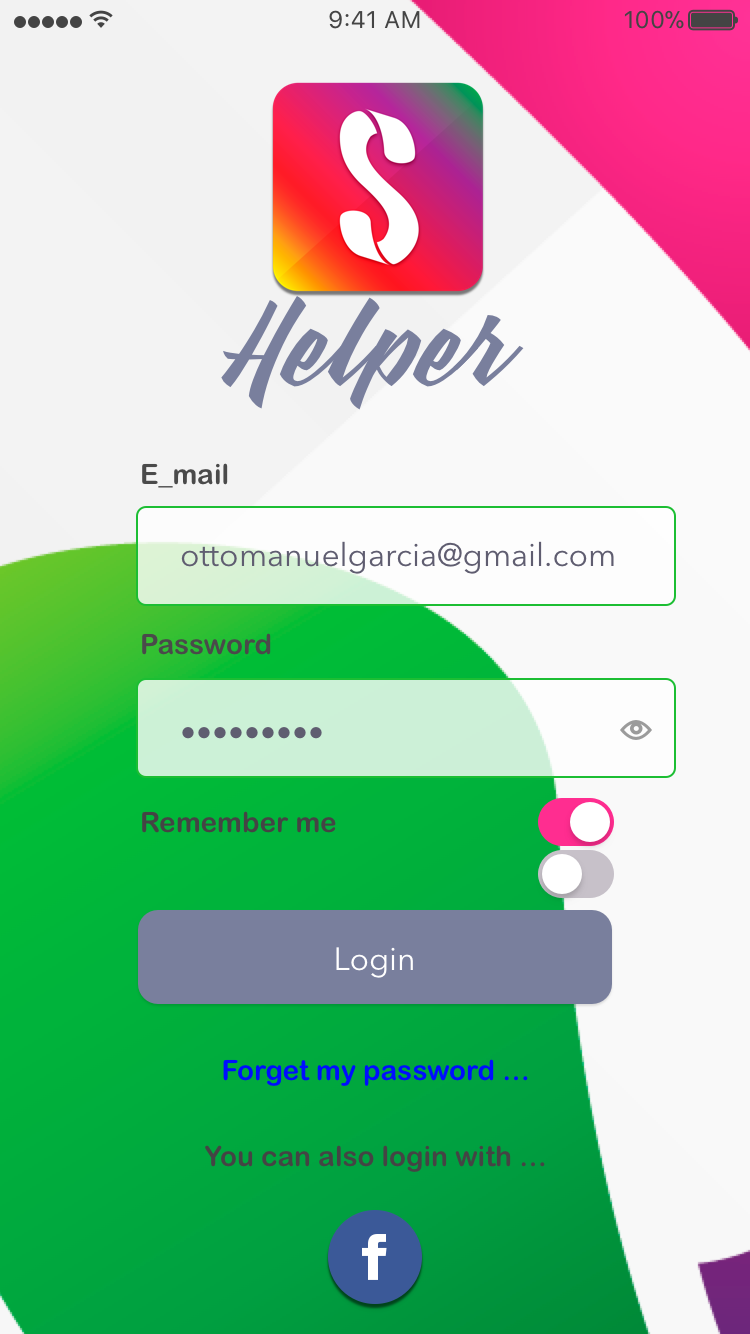 9:41 AM 100%
S
Helper
E_mail
ottomanuelgarcia@gmail.com
Password
•••••••••
Remember me
Login
Forget my password ...
You can also login with ...
f